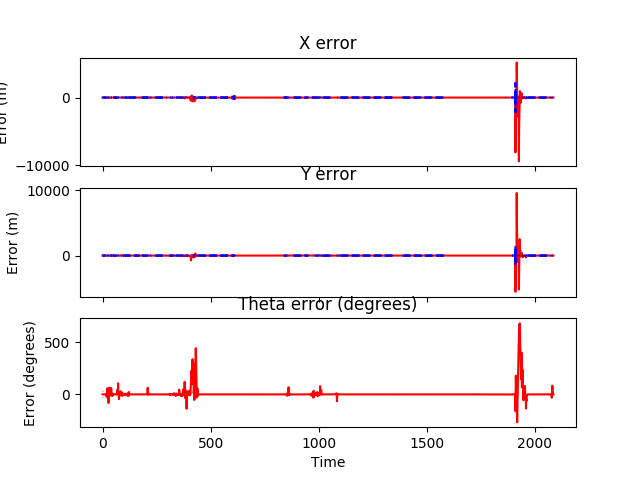 X error
Error (m)
0
−10000
Y error
10000
Error (m)
0
Theta error (degrees)
Error (degrees)
500
0
0
500
1000
1500
2000
Time